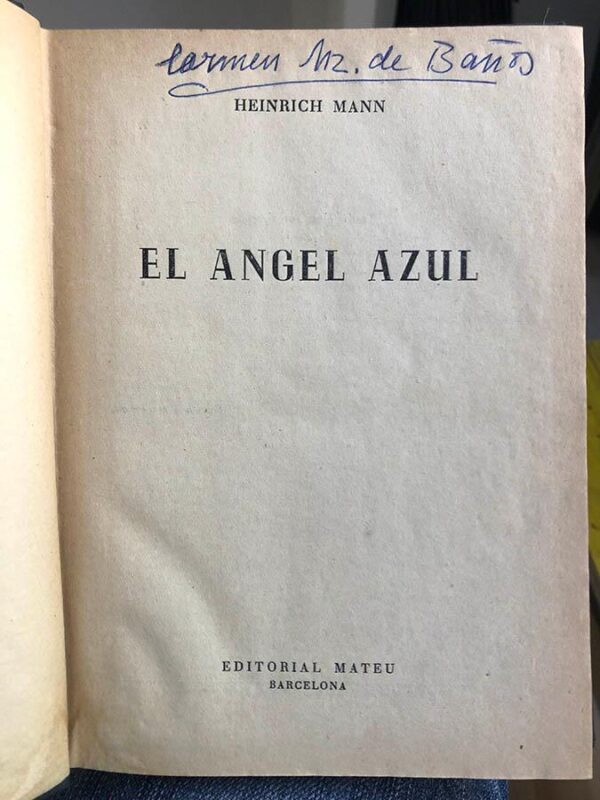 Carmen Mz. de Baños
HEINRICH MANN
EL ANGEL AZUL
EDITORIAL MATEU
BARCELONA